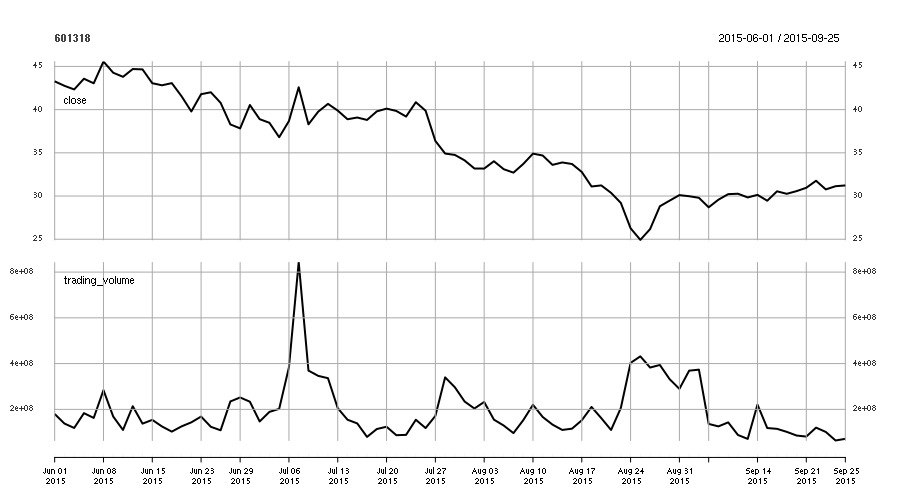 601318 2015-06-01 / 2015-09-25
45 45
close
40 40
35 35
30 30
25 25
8e+08 8e+08
trading_volume
6e+08 6e+08
4e+08 4e+08
2e+08 2e+08
Jun 01 Jun 08 Jun 15 Jun 23 Jun 29 Jul 06 Jul 13 Jul 20 Jul 27 Aug 03 Aug 10 Aug 17 Aug 24 Aug 31 Sep 14 Sep 21 Sep 25
2015 2015 2015 2015 2015 2015 2015 2015 2015 2015 2015 2015 2015 2015 2015 2015 2015